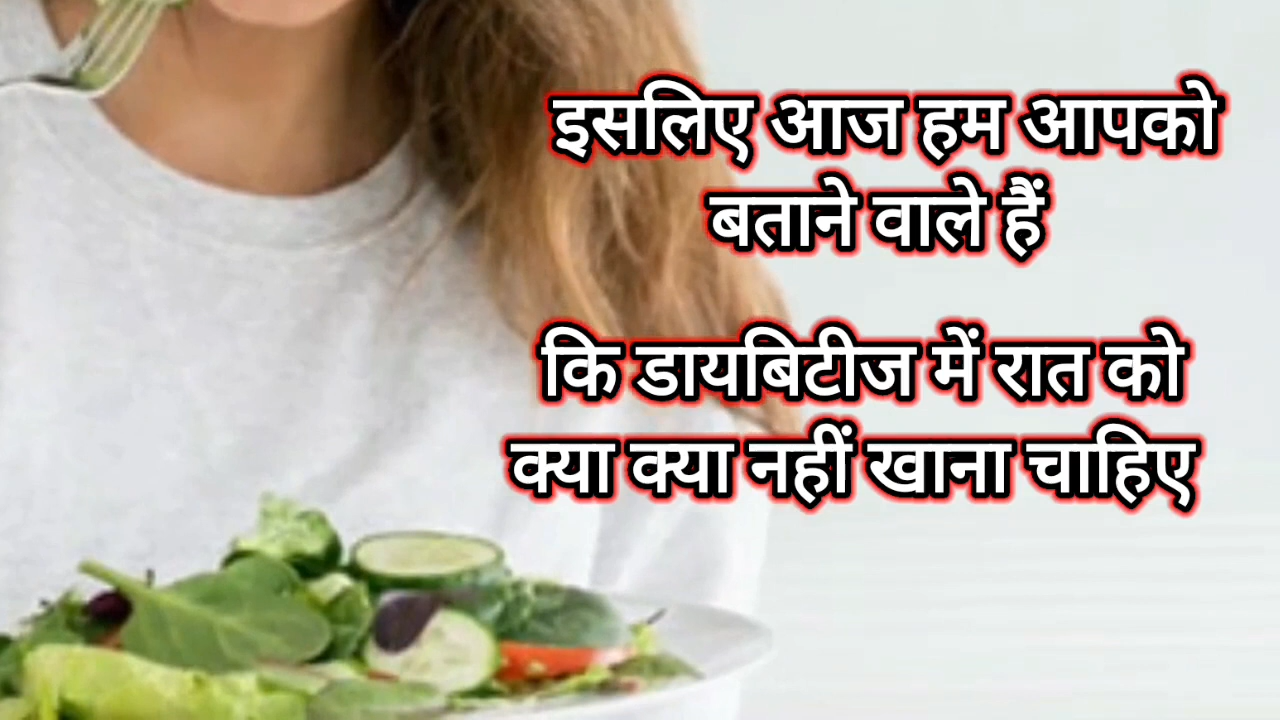 इसलिए आज हम आपको
बताने वाले हैं
कि डायबिटीज में रात को
क्या क्या नहीं खाना चाहिए